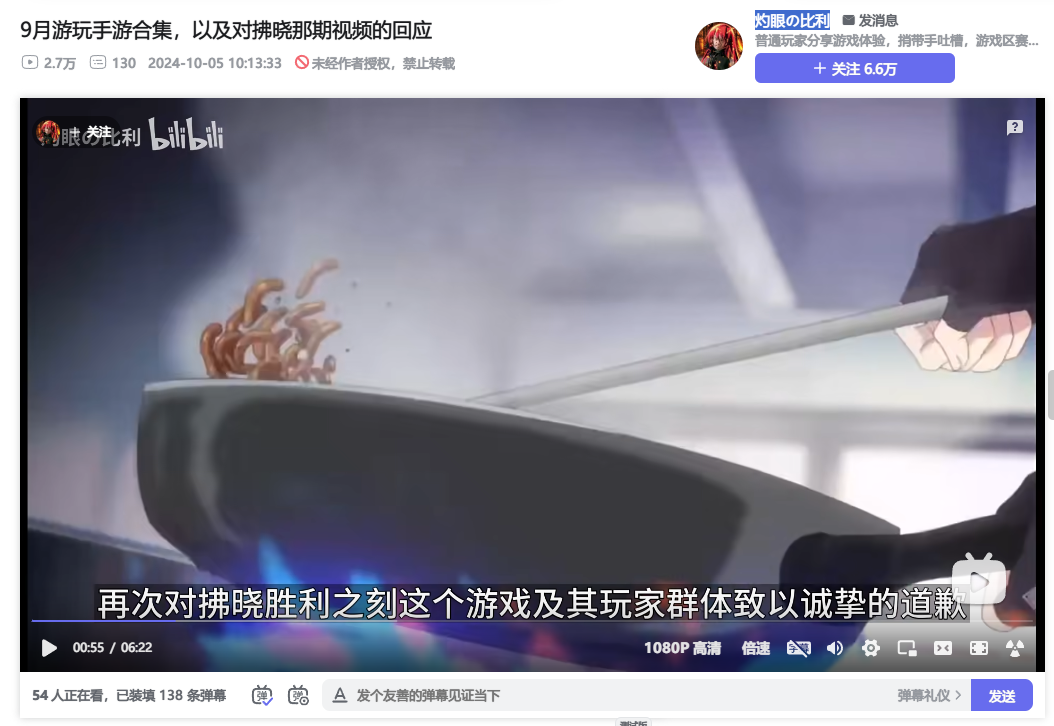 9月游玩手游合集，以及对拂晓那期视频的回应
2.7万 130 2024-10-05 10:13:33 未经作者授权，禁止转载
灼眼の比利 发消息
普通玩家分享游戏体验，捎带手吐槽，游戏区赛...
+ 关注 6.6万
+ 关注
眼の比利 bilibili
再次对拂晓胜利之刻这个游戏及其玩家群体致以诚挚的道歉
00:55 / 06:22
1080P 高清 倍速 字幕
54 人正在看，已装填 138 条弹幕
弹 弹
A 发个友善的弹幕见证当下
弹幕礼仪 >
发送